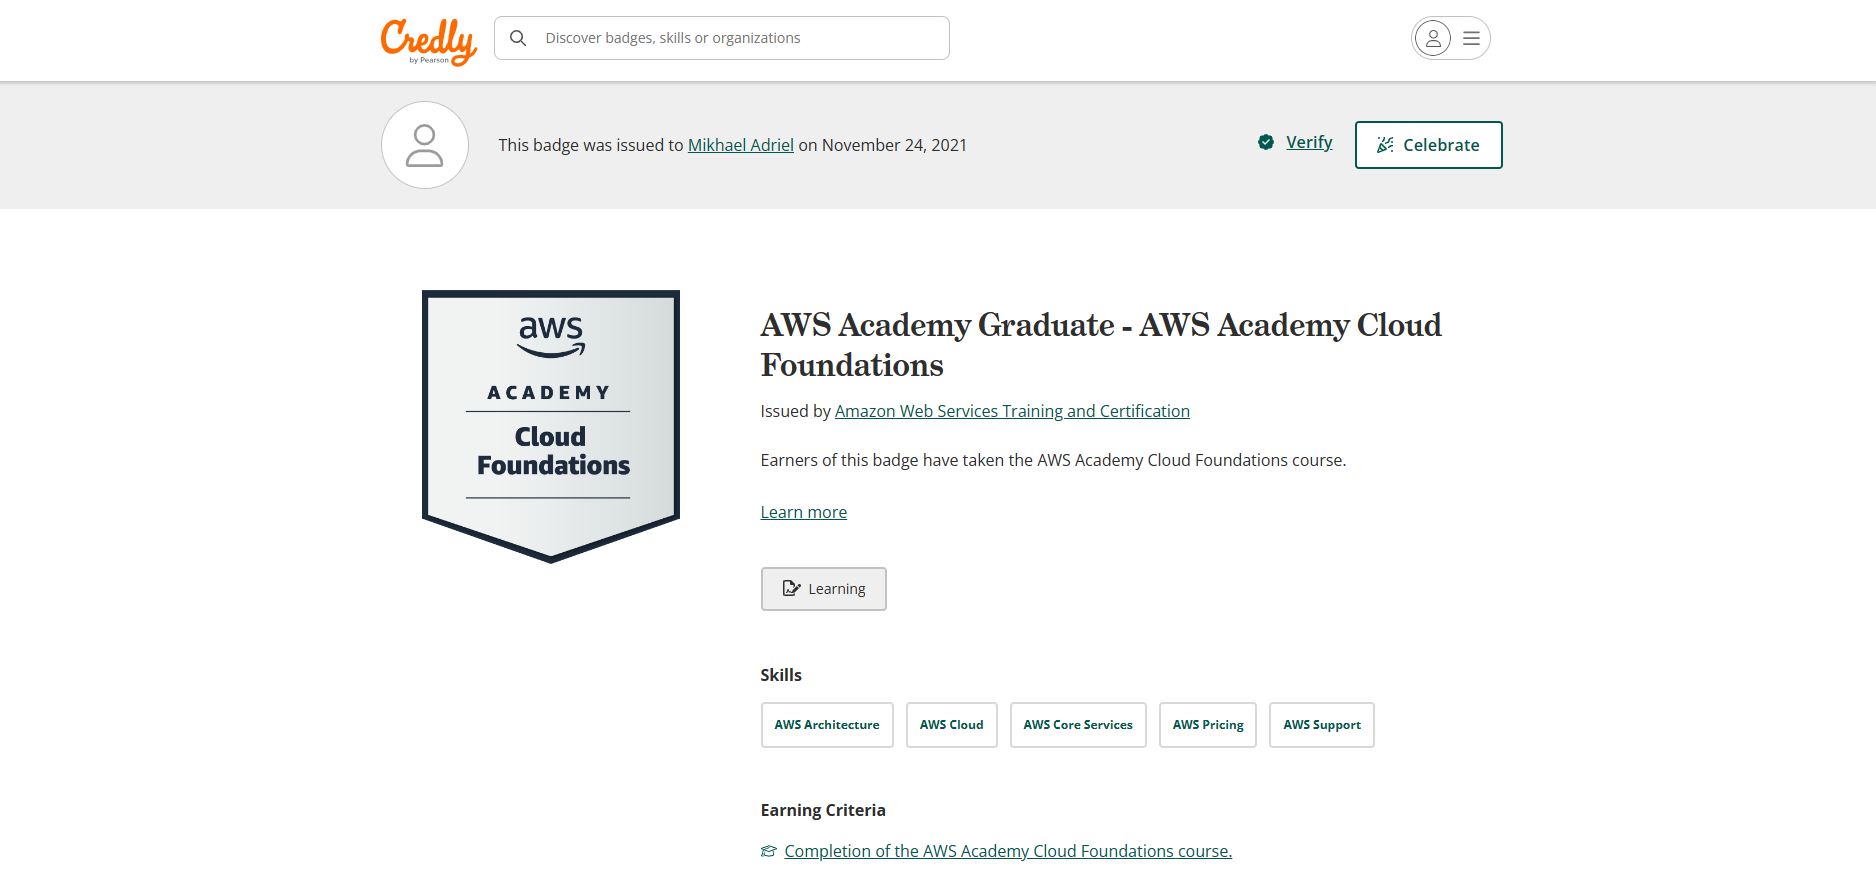 Credly
by Pearson
Discover badges, skills or organizations
This badge was issued to Mikhael Adriel on November 24, 2021
Verify
Celebrate
aws
ACADEMY
Cloud
Foundations
AWS Academy Graduate - AWS Academy Cloud
Foundations
Issued by Amazon Web Services Training and Certification
Earners of this badge have taken the AWS Academy Cloud Foundations course.
Learn more
Learning
Skills
AWS Architecture
AWS Cloud
AWS Core Services
AWS Pricing
AWS Support
Earning Criteria
Completion of the AWS Academy Cloud Foundations course.